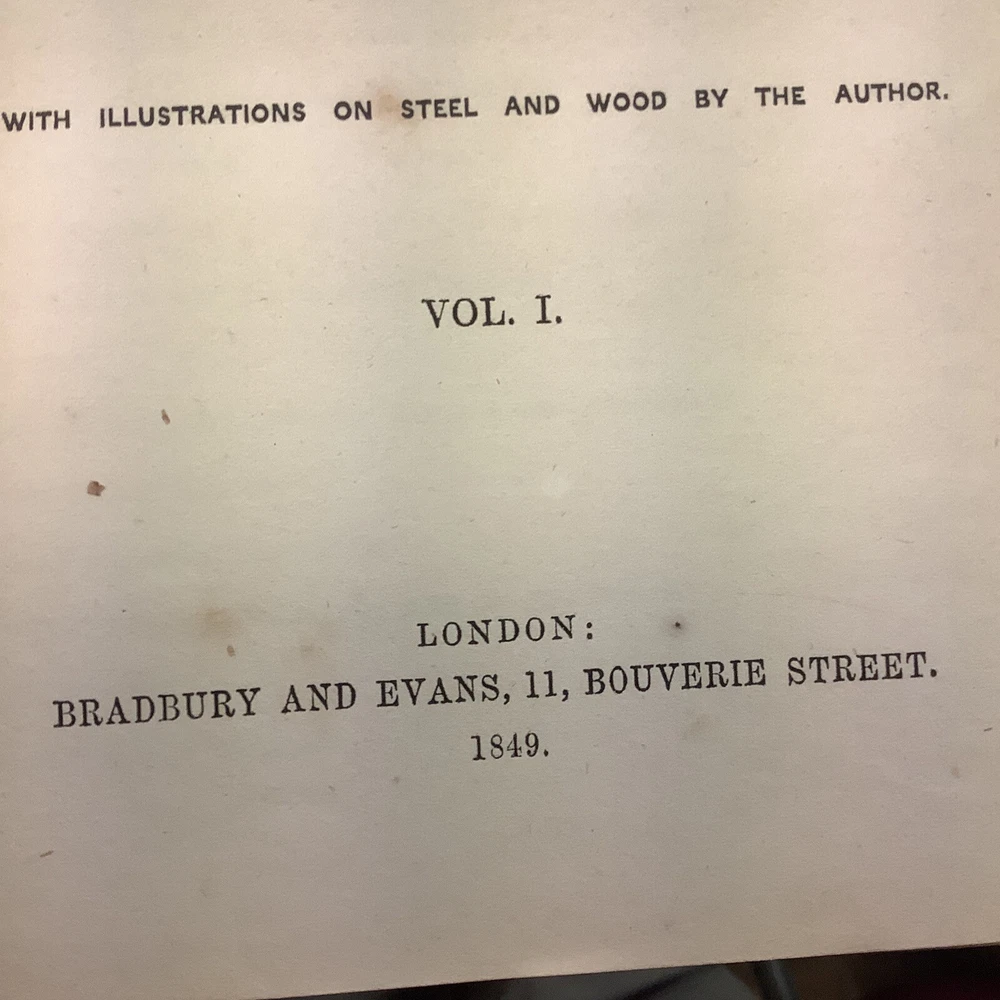 WITH ILLUSTRATIONS ON STEEL AND WOOD BY THE AUTHOR.
VOL. I.
LONDON:
BRADBURY AND EVANS, 11, BOUVERIE STREET.
1849.